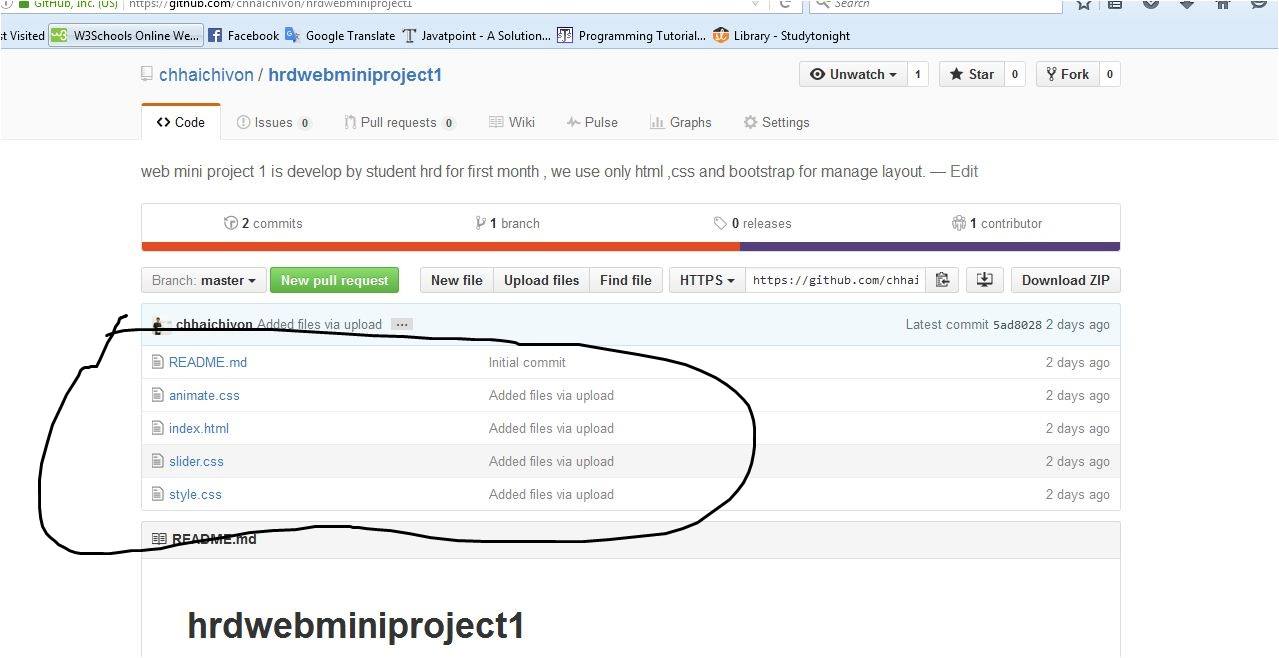 GitHub, Inc. (US) https://github.com/chhaichivon/hrdwebminiproject1 Search
st Visited W3Schools Online We... Facebook Google Translate Javatpoint - A Solution... Programming Tutorial... Library - Studytonight
chhaichivon / hrdwebminiproject1 Unwatch 1 Star 0 Fork 0
Code Issues 0 Pull requests 0 Wiki Pulse Graphs Settings
web mini project 1 is develop by student hrd for first month , we use only html ,css and bootstrap for manage layout. — Edit
2 commits 1 branch 0 releases 1 contributor
Branch: master New pull request New file Upload files Find file HTTPS https://github.com/chhai Download ZIP
chhaichivon Added files via upload ... Latest commit 5ad8028 2 days ago
README.md Initial commit 2 days ago
animate.css Added files via upload 2 days ago
index.html Added files via upload 2 days ago
slider.css Added files via upload 2 days ago
style.css Added files via upload 2 days ago
README.md
hrdwebminiproject1